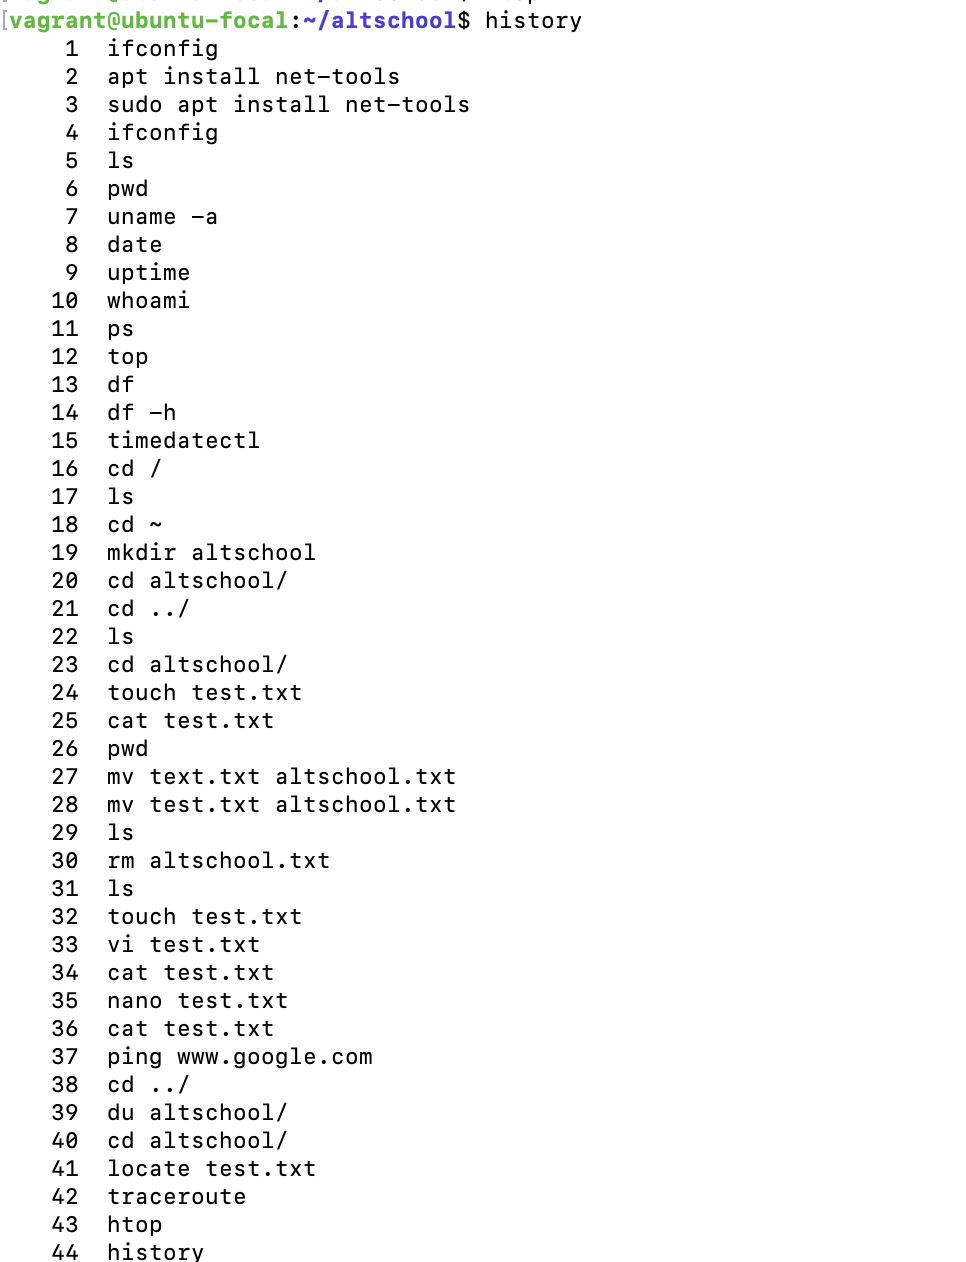 [vagrant@ubuntu-focal:~/altschool$ history
    1  ifconfig
    2  apt install net-tools
    3  sudo apt install net-tools
    4  ifconfig
    5  ls
    6  pwd
    7  uname -a
    8  date
    9  uptime
   10  whoami
   11  ps
   12  top
   13  df
   14  df -h
   15  timedatectl
   16  cd /
   17  ls
   18  cd ~
   19  mkdir altschool
   20  cd altschool/
   21  cd ../
   22  ls
   23  cd altschool/
   24  touch test.txt
   25  cat test.txt
   26  pwd
   27  mv text.txt altschool.txt
   28  mv test.txt altschool.txt
   29  ls
   30  rm altschool.txt
   31  ls
   32  touch test.txt
   33  vi test.txt
   34  cat test.txt
   35  nano test.txt
   36  cat test.txt
   37  ping www.google.com
   38  cd ../
   39  du altschool/
   40  cd altschool/
   41  locate test.txt
   42  traceroute
   43  htop
   44  history